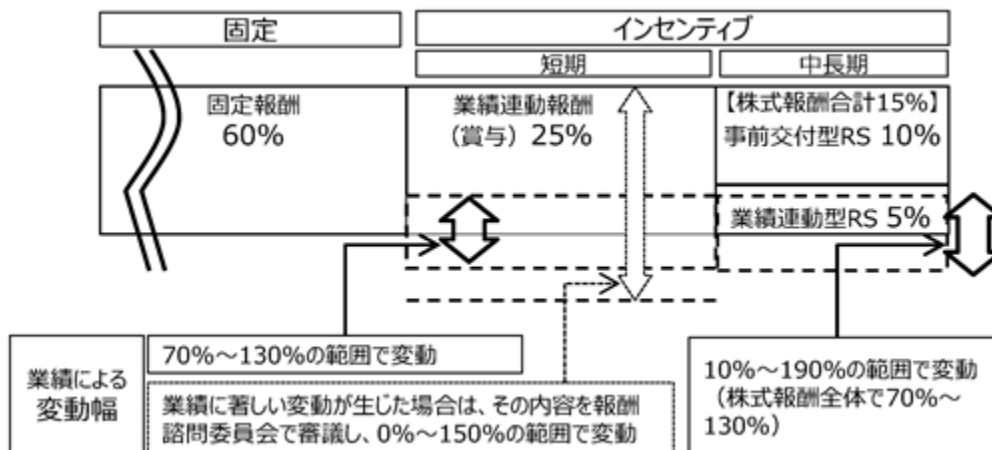 固定
インセンティブ
短期
中長期
固定報酬
60%
業績連動報酬
（賞与）25%
【株式報酬合計15%】
事前交付型RS 10%
業績連動型RS 5%
業績による
変動幅
70%～130%の範囲で変動
業績に著しい変動が生じた場合は、その内容を報酬
諮問委員会で審議し、0%～150%の範囲で変動
10%～190%の範囲で変動
（株式報酬全体で70%～
130%）